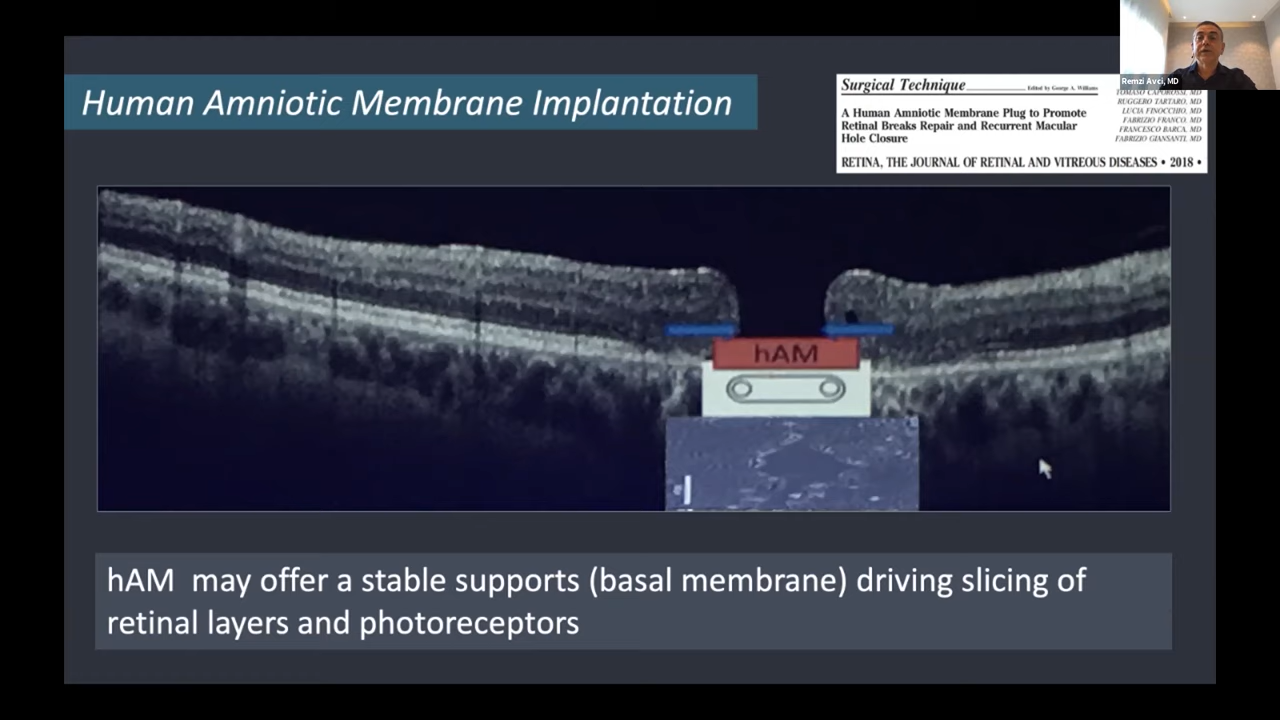 Remzi Avci, MD
Human Amniotic Membrane Implantation
Surgical Technique
Edited by George A. Williams
A Human Amniotic Membrane Plug to Promote
Retinal Breaks Repair and Recurrent Macular
Hole Closure
TOMASO CAPOROSSI, MD
RUGGERO TARTARO, MD
LUCIA FINOCCHIO, MD
FABRIZIO FRANCO, MD
FRANCESCO BARCA, MD
FABRIZIO GIANSANTI, MD
RETINA, THE JOURNAL OF RETINAL AND VITREOUS DISEASES • 2018 •
hAM
hAM may offer a stable supports (basal membrane) driving slicing of
retinal layers and photoreceptors